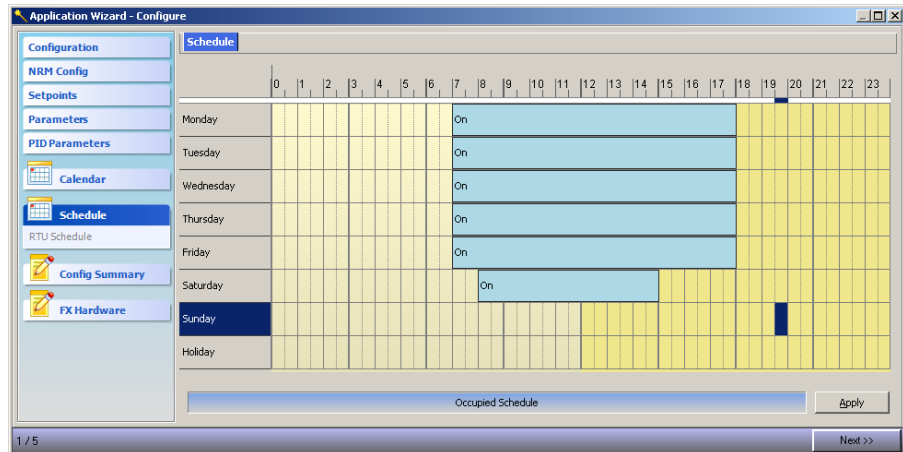 Application Wizard - Configure
Configuration
NRM Config
Setpoints
Parameters
PID Parameters
Calendar
Schedule
RTU Schedule
Config Summary
FX Hardware
Schedule
0 1 2 3 4 5 6 7 8 9 10 11 12 13 14 15 16 17 18 19 20 21 22 23
Monday On
Tuesday On
Wednesday On
Thursday On
Friday On
Saturday On
Sunday
Holiday
Occupied Schedule
Apply
1 / 5
Next >>